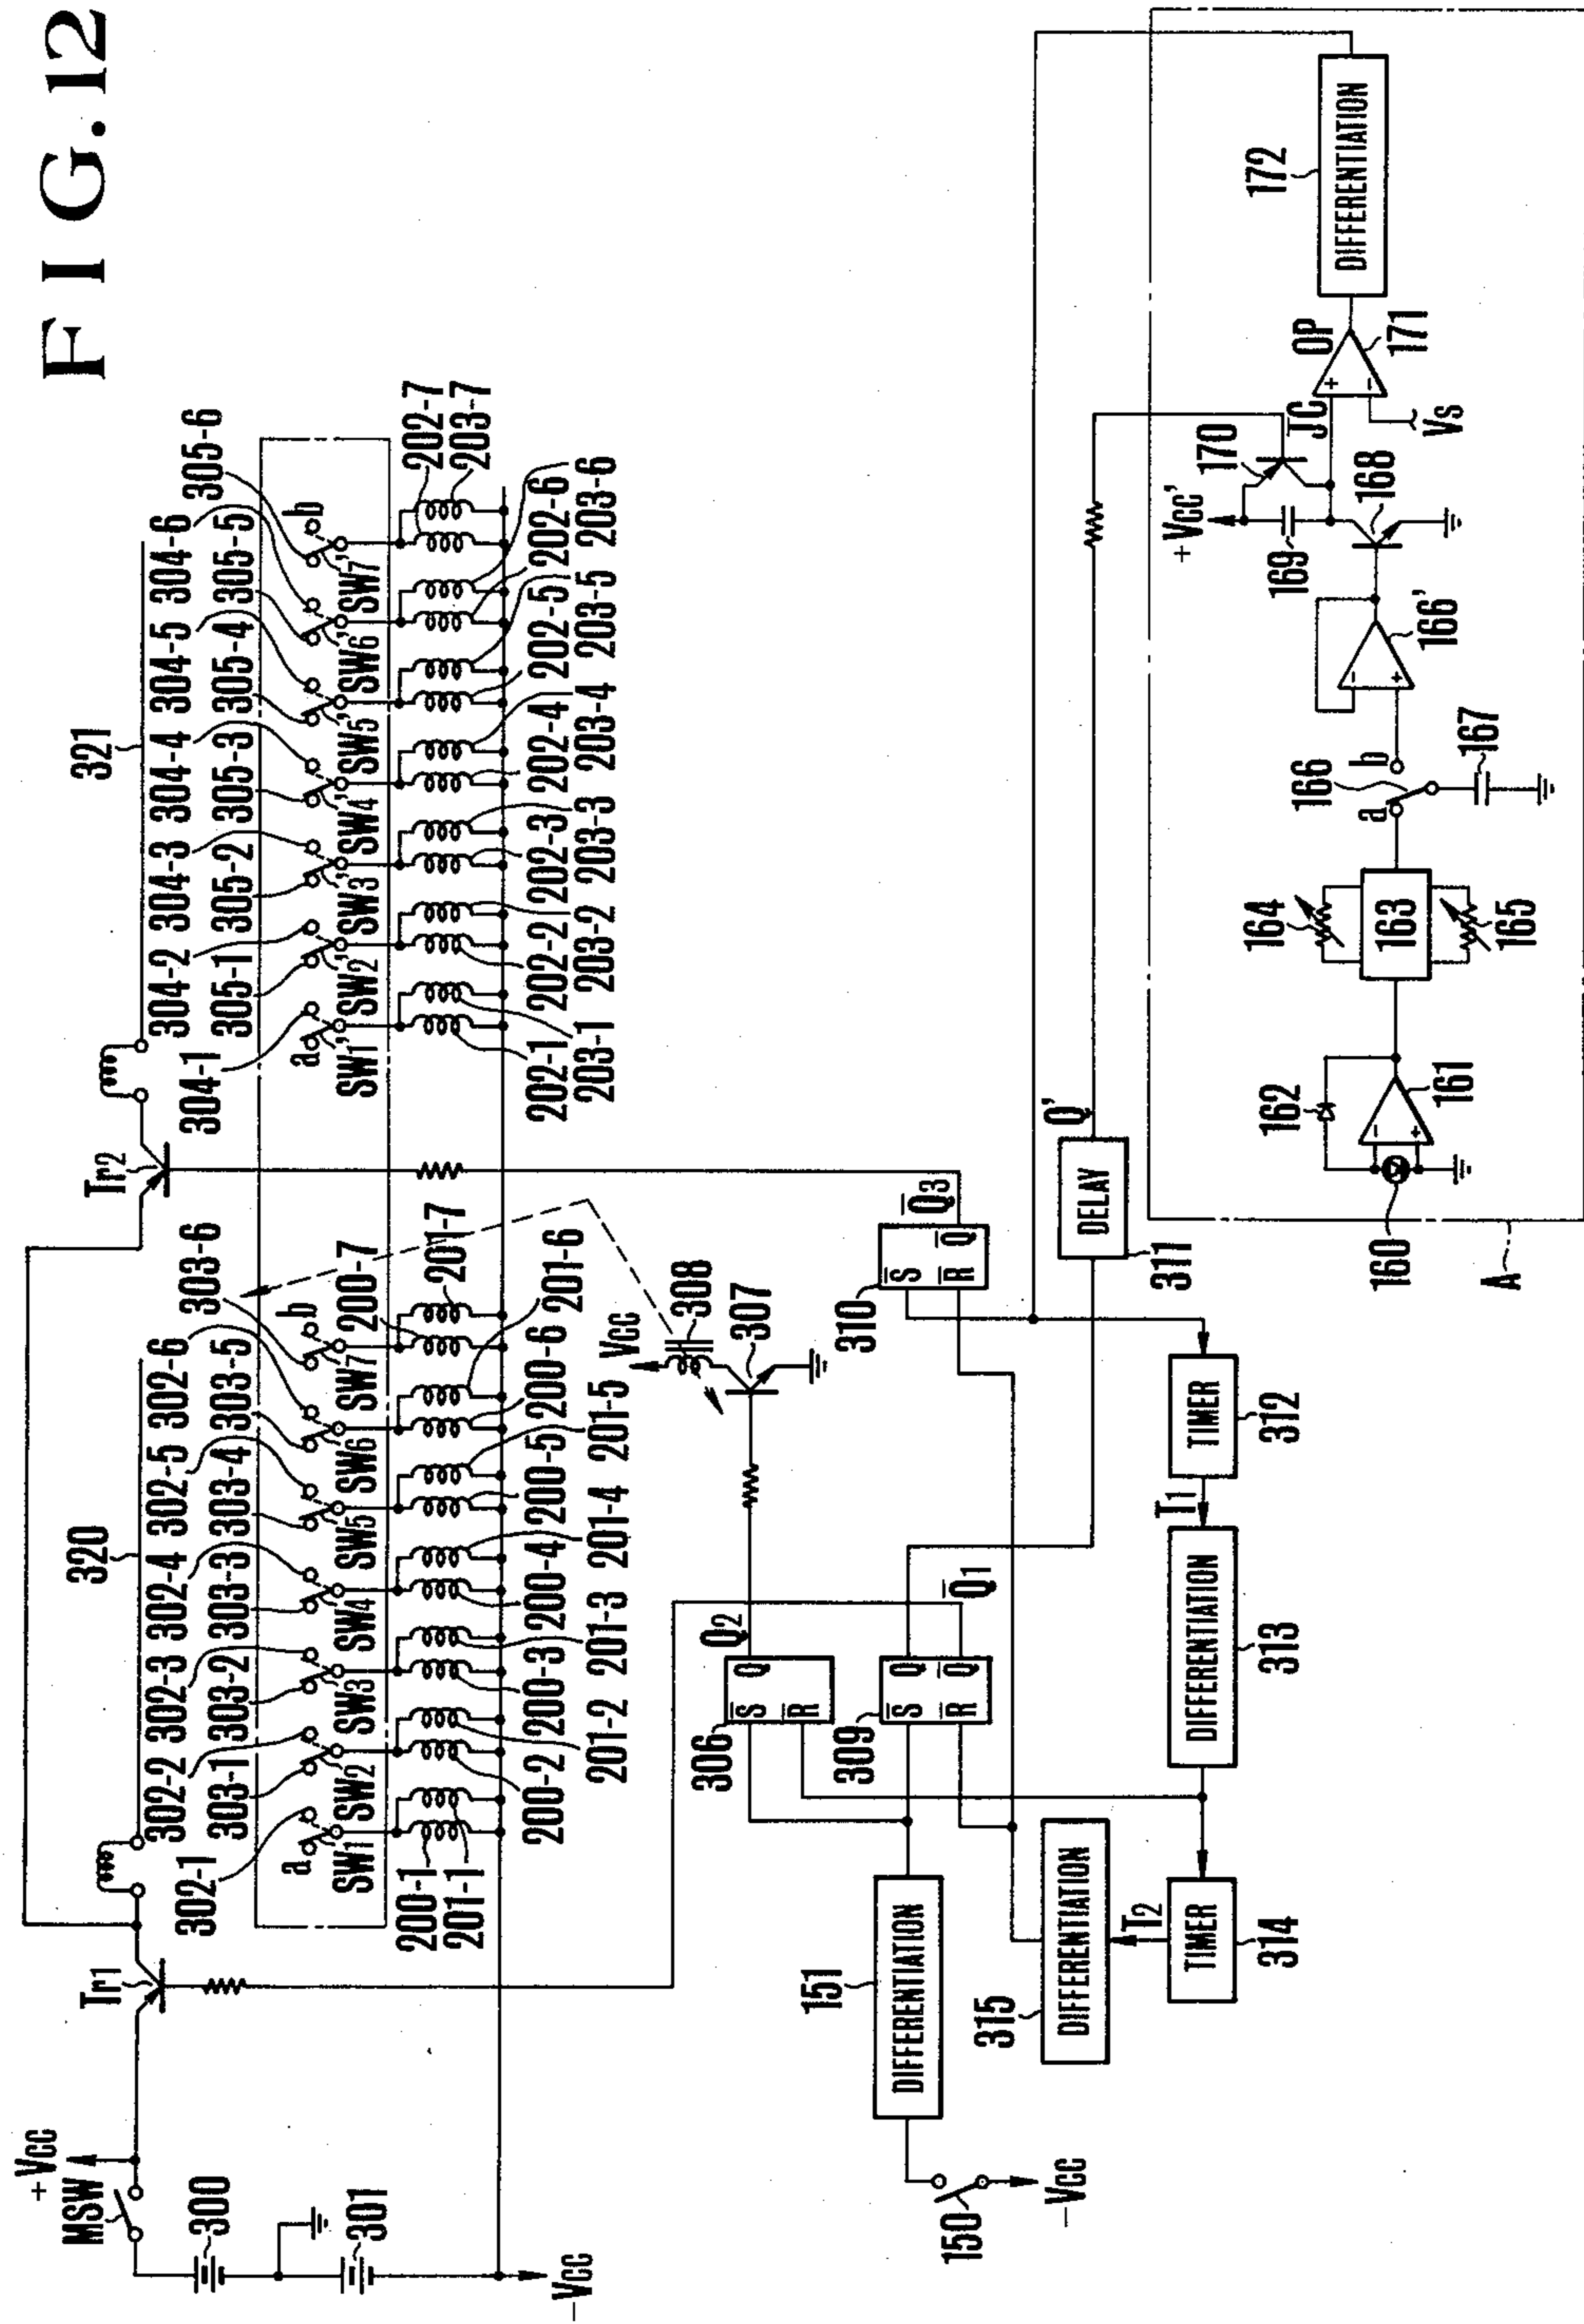 FIG.12
+VCC
MSW
300
301
-VCC
Tr1
320
302-1
302-2
303-1
302-3
303-2
302-4
303-3
302-5
303-4
302-6
303-5
303-6
a
b
SW1
SW2
SW3
SW4
SW5
SW6
SW7
200-1
201-1
200-2
201-2
200-3
201-3
200-4
201-4
200-5
201-5
200-6
201-6
200-7
201-7
Tr2
321
304-1
304-2
305-1
304-3
305-2
304-4
305-3
304-5
305-4
304-6
305-5
305-6
a
b
SW1'
SW2'
SW3'
SW4'
SW5'
SW6'
SW7'
202-1
203-1
202-2
203-2
202-3
203-3
202-4
203-4
202-5
203-5
202-6
203-6
202-7
203-7
VCC
308
307
150
-VCC
151
DIFFERENTIATION
306
S̅
Q
R̅
Q2
309
S̅
Q
R̅
Q̅
Q̅1
310
S̅
R̅
Q̅
Q̅3
311
DELAY
Q'
TIMER
312
T1
DIFFERENTIATION
313
TIMER
314
T2
DIFFERENTIATION
315
A
160
161
-
+
162
163
164
165
166
a
b
167
166'
-
+
168
169
+VCC'
170
JC
OP
+
-
171
VS
DIFFERENTIATION
172